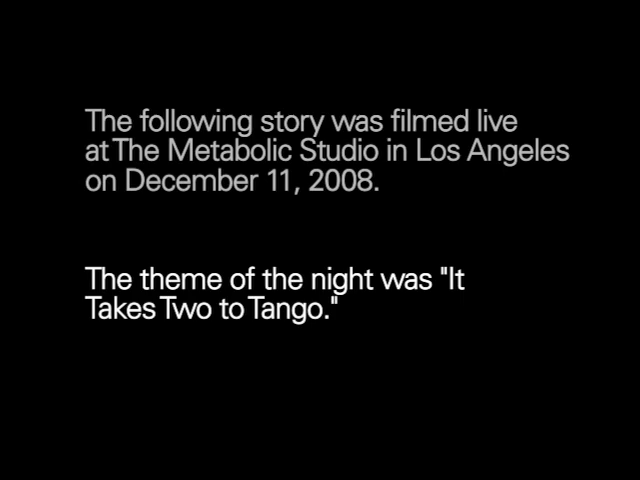 The following story was filmed live
at The Metabolic Studio in Los Angeles
on December 11, 2008.
The theme of the night was "It
Takes Two to Tango."